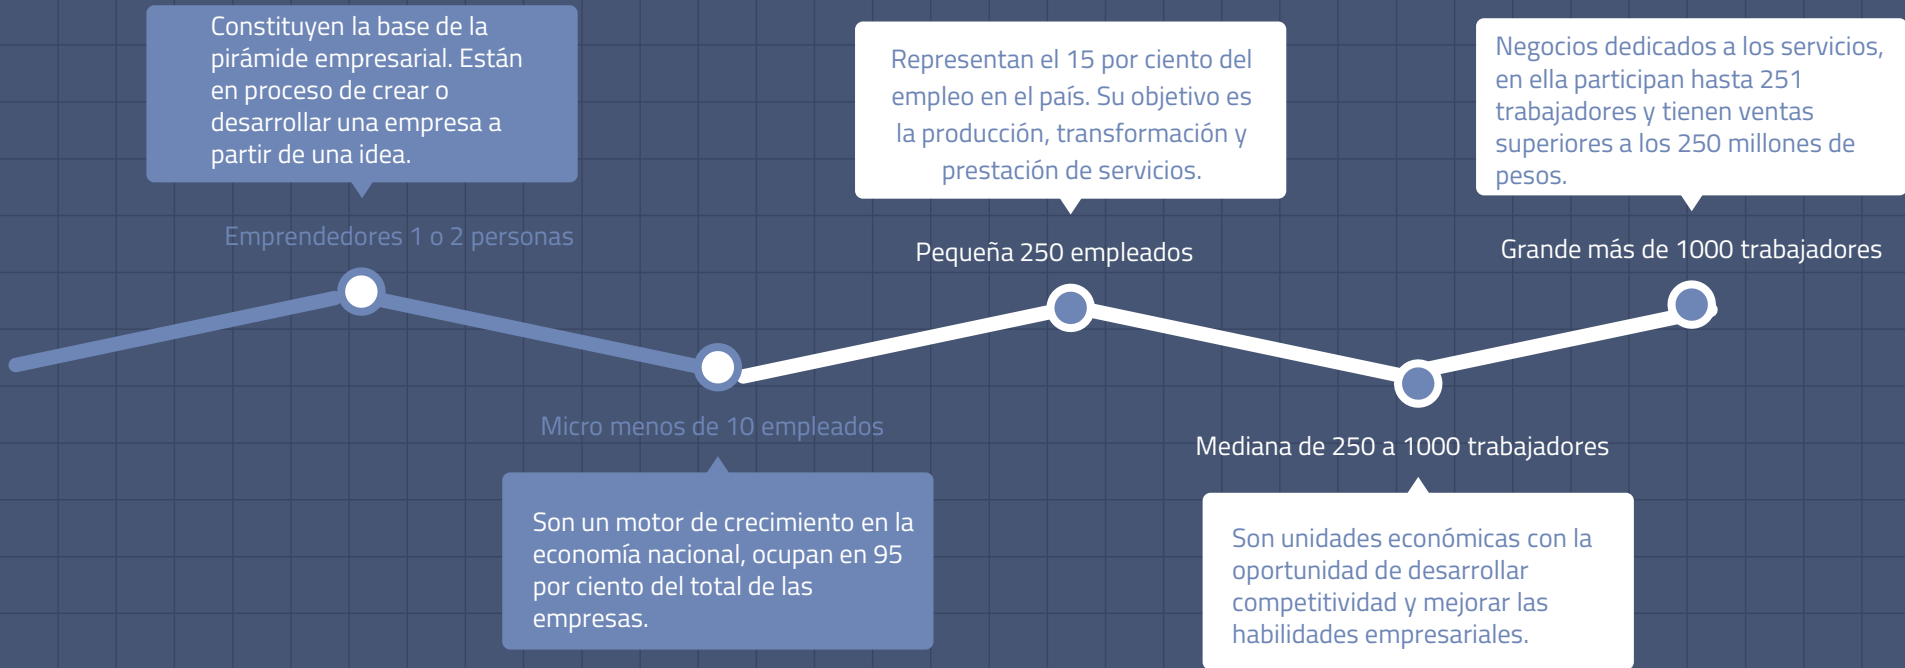 Constituyen la base de la
pirámide empresarial. Están
en proceso de crear o
desarrollar una empresa a
partir de una idea.
Emprendedores 1 o 2 personas
Micro menos de 10 empleados
Son un motor de crecimiento en la
economía nacional, ocupan en 95
por ciento del total de las
empresas.
Representan el 15 por ciento del
empleo en el país. Su objetivo es
la producción, transformación y
prestación de servicios.
Pequeña 250 empleados
Mediana de 250 a 1000 trabajadores
Son unidades económicas con la
oportunidad de desarrollar
competitividad y mejorar las
habilidades empresariales.
Negocios dedicados a los servicios,
en ella participan hasta 251
trabajadores y tienen ventas
superiores a los 250 millones de
pesos.
Grande más de 1000 trabajadores